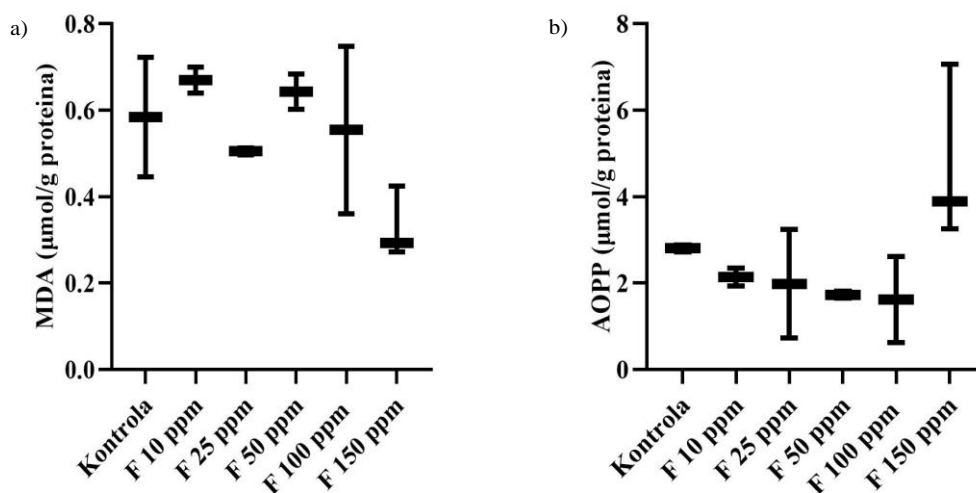 a)
MDA (µmol/g proteina)
0.8
0.6
0.4
0.2
0.0
Kontrola
F 10 ppm
F 25 ppm
F 50 ppm
F 100 ppm
F 150 ppm
b)
AOPP (µmol/g proteina)
8
6
4
2
0
Kontrola
F 10 ppm
F 25 ppm
F 50 ppm
F 100 ppm
F 150 ppm